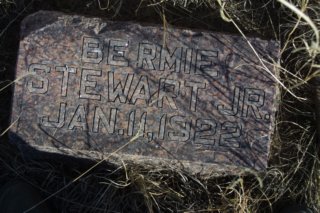 BERMIE
STEWART JR.
JAN. 11, 1922